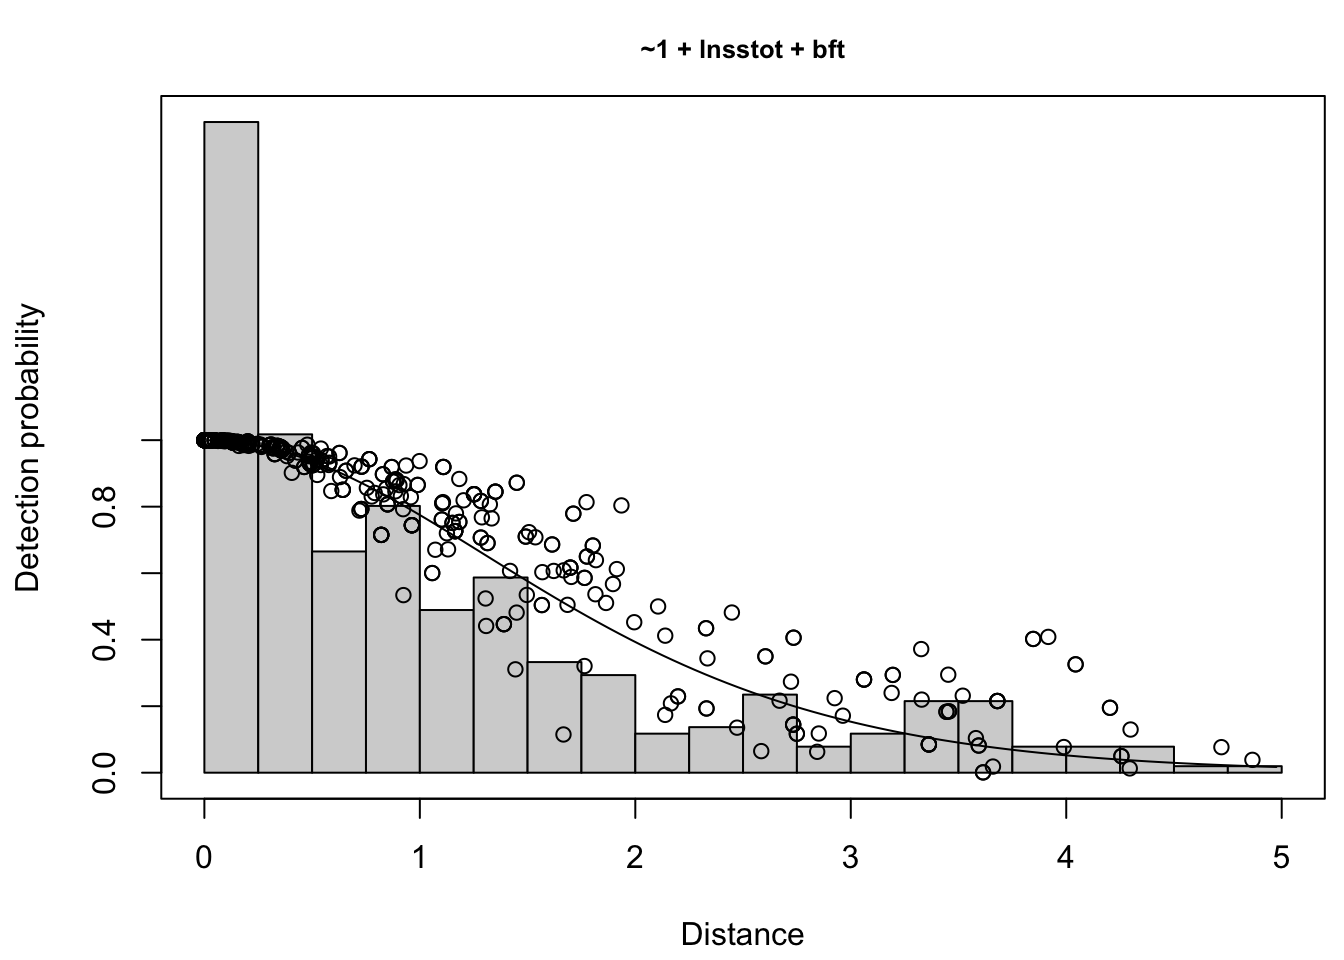 ~1 + lnsstot + bft
Detection probability
0.8
0.4
0.0
0 1 2 3 4 5
Distance